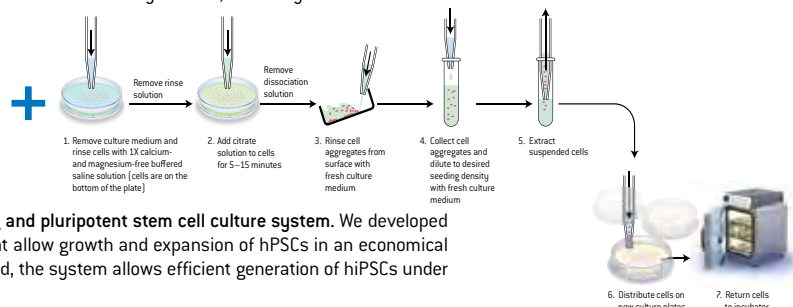 Remove rinse
solution
Remove
dissociation
solution
1. Remove culture medium and
rinse cells with 1X calcium-
and magnesium-free buffered
saline solution (cells are on the
bottom of the plate)
2. Add citrate
solution to cells
for 5–15 minutes
3. Rinse cell
aggregates from
surface with
fresh culture
medium
4. Collect cell
aggregates and
dilute to desired
seeding density
with fresh culture
medium
5. Extract
suspended cells
and pluripotent stem cell culture system. We developed
t allow growth and expansion of hPSCs in an economical
d, the system allows efficient generation of hiPSCs under
6. Distribute cells on
new culture plates
7. Return cells
to incubator